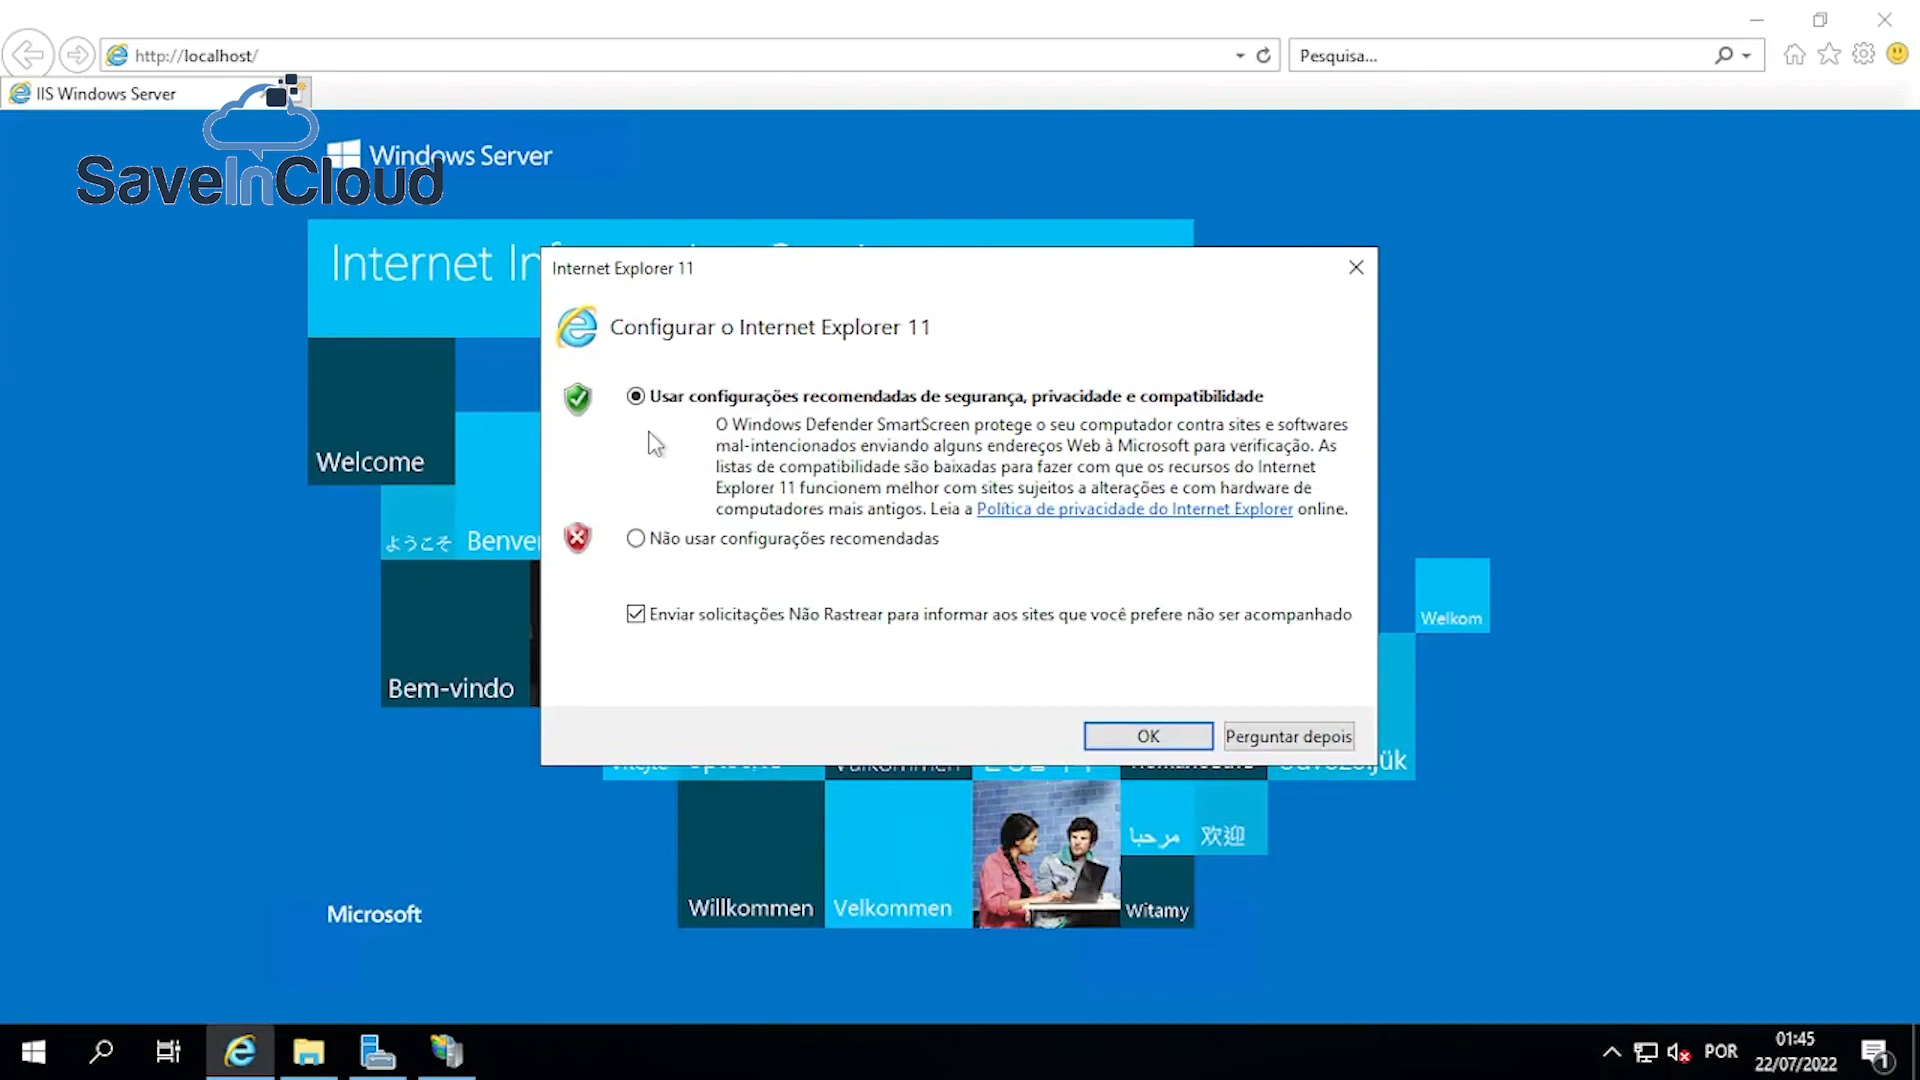 http://localhost/
Pesquisa...
IIS Windows Server
SaveInCloud
Windows Server
Internet
Internet Explorer 11
Configurar o Internet Explorer 11
Usar configurações recomendadas de segurança, privacidade e compatibilidade
O Windows Defender SmartScreen protege o seu computador contra sites e softwares
mal-intencionados enviando alguns endereços Web à Microsoft para verificação. As
listas de compatibilidade são baixadas para fazer com que os recursos do Internet
Explorer 11 funcionem melhor com sites sujeitos a alterações e com hardware de
computadores mais antigos. Leia a Política de privacidade do Internet Explorer online.
Não usar configurações recomendadas
Enviar solicitações Não Rastrear para informar aos sites que você prefere não ser acompanhado
OK
Perguntar depois
Welcome
ようこそ
Bem-vindo
Welkom
Willkommen
Velkommen
مرحبا
欢迎
Witamy
Microsoft
POR
01:45
22/07/2022
1